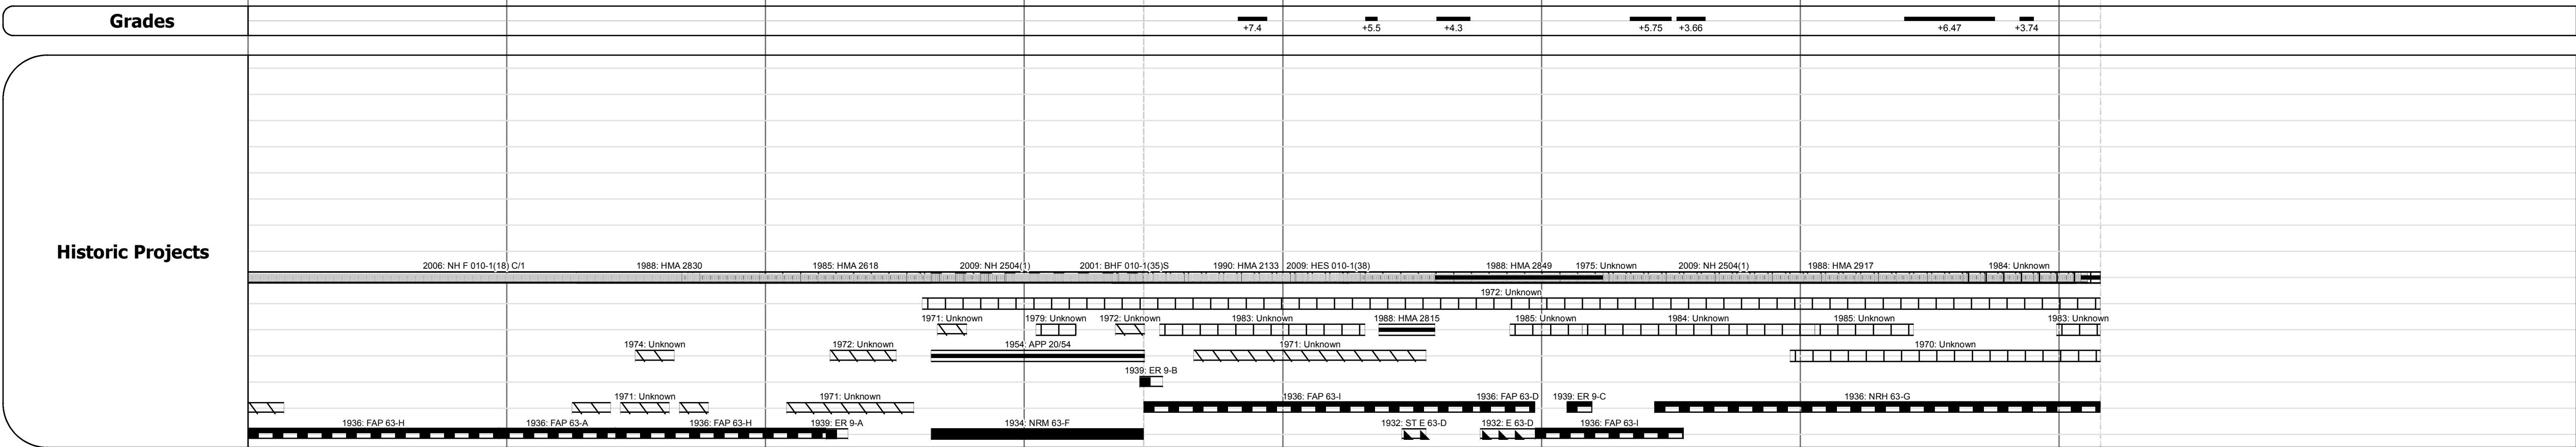 Grades
+7.4 +5.5 +4.3 +5.75 +3.66 +6.47 +3.74
Historic Projects
2006: NH F 010-1(18) C/1 1988: HMA 2830 1985: HMA 2618 2009: NH 2504(1) 2001: BHF 010-1(35)S 1990: HMA 2133 2009: HES 010-1(38) 1988: HMA 2849 1975: Unknown 2009: NH 2504(1) 1988: HMA 2917 1984: Unknown
1972: Unknown
1971: Unknown 1979: Unknown 1972: Unknown 1983: Unknown 1988: HMA 2815 1985: Unknown 1984: Unknown 1985: Unknown 1983: Unknown
1974: Unknown 1972: Unknown 1954: APP 20/54 1971: Unknown 1970: Unknown
1939: ER 9-B
1971: Unknown 1971: Unknown 1936: FAP 63-I 1936: FAP 63-D 1939: ER 9-C 1936: NRH 63-G
1936: FAP 63-H 1936: FAP 63-A 1936: FAP 63-H 1939: ER 9-A 1934: NRM 63-F 1932: ST E 63-D 1932: E 63-D 1936: FAP 63-I